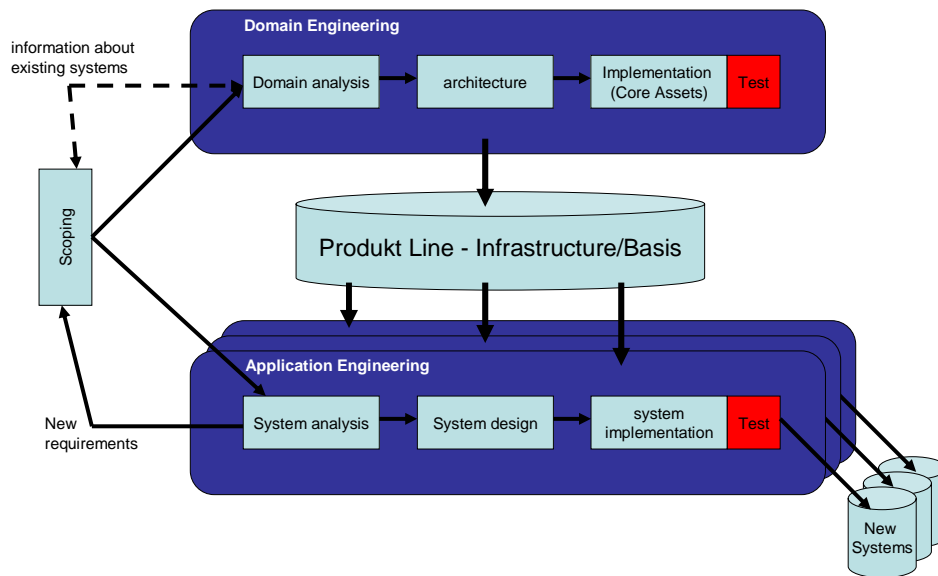 Domain Engineering
information about
existing systems
Domain analysis
architecture
Implementation
(Core Assets)
Test
Scoping
Produkt Line - Infrastructure/Basis
Application Engineering
New
requirements
System analysis
System design
system
implementation
Test
New
Systems